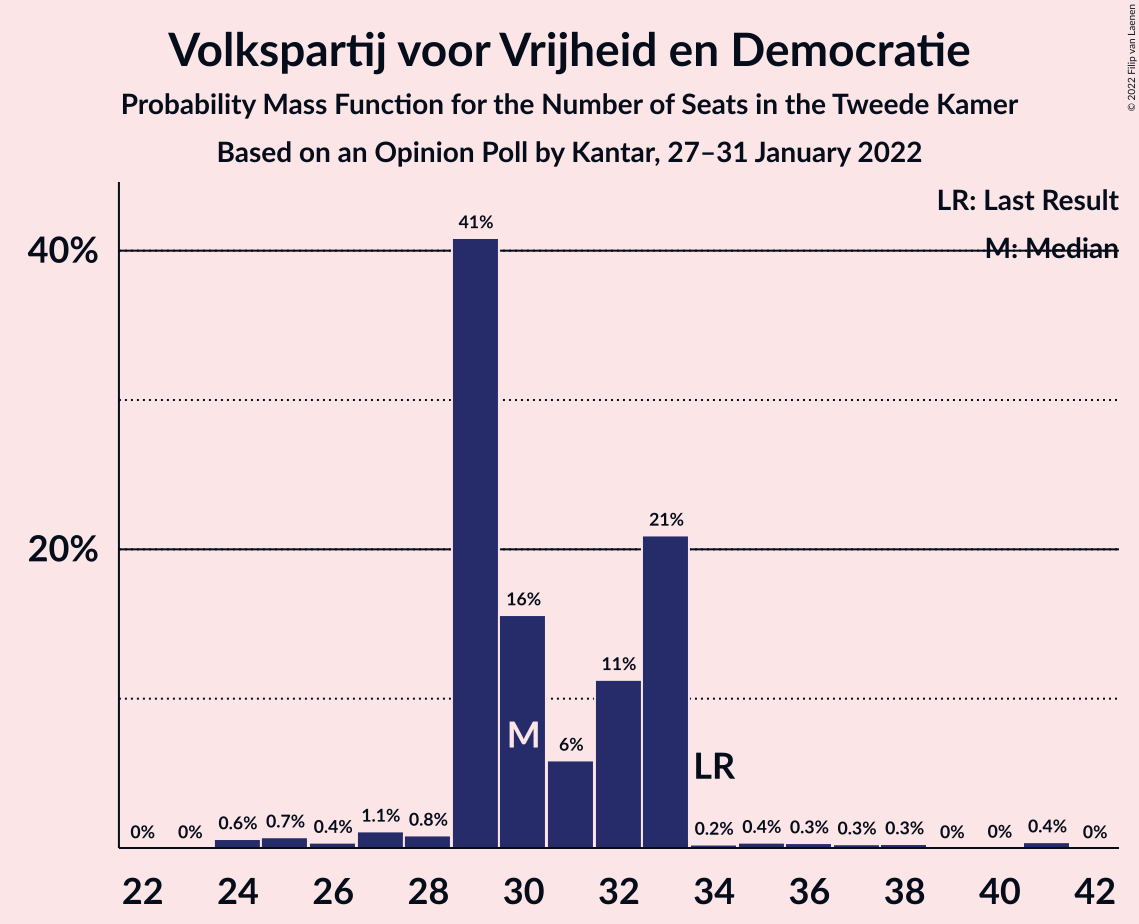 Volkspartij voor Vrijheid en Democratie
Probability Mass Function for the Number of Seats in the Tweede Kamer
Based on an Opinion Poll by Kantar, 27–31 January 2022
© 2022 Filip van Laenen
LR: Last Result
M: Median
40%
20%
41%
21%
16%
11%
6%
M
LR
0% 0% 0.6% 0.7% 0.4% 1.1% 0.8% 0.2% 0.4% 0.3% 0.3% 0.3% 0% 0% 0.4% 0%
22 24 26 28 30 32 34 36 38 40 42